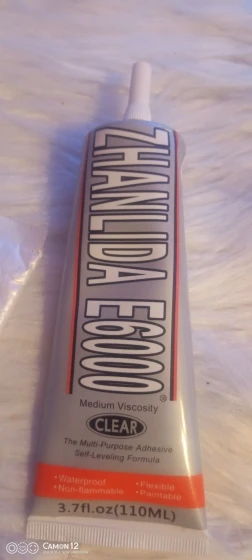 ZHANLIDA E6000®
Medium Viscosity
CLEAR
The Multi-Purpose Adhesive
Self-Leveling Formula
•Waterproof •Flexible
•Non-flammable •Paintable
3.7fl.oz(110ML)
CAMON 12